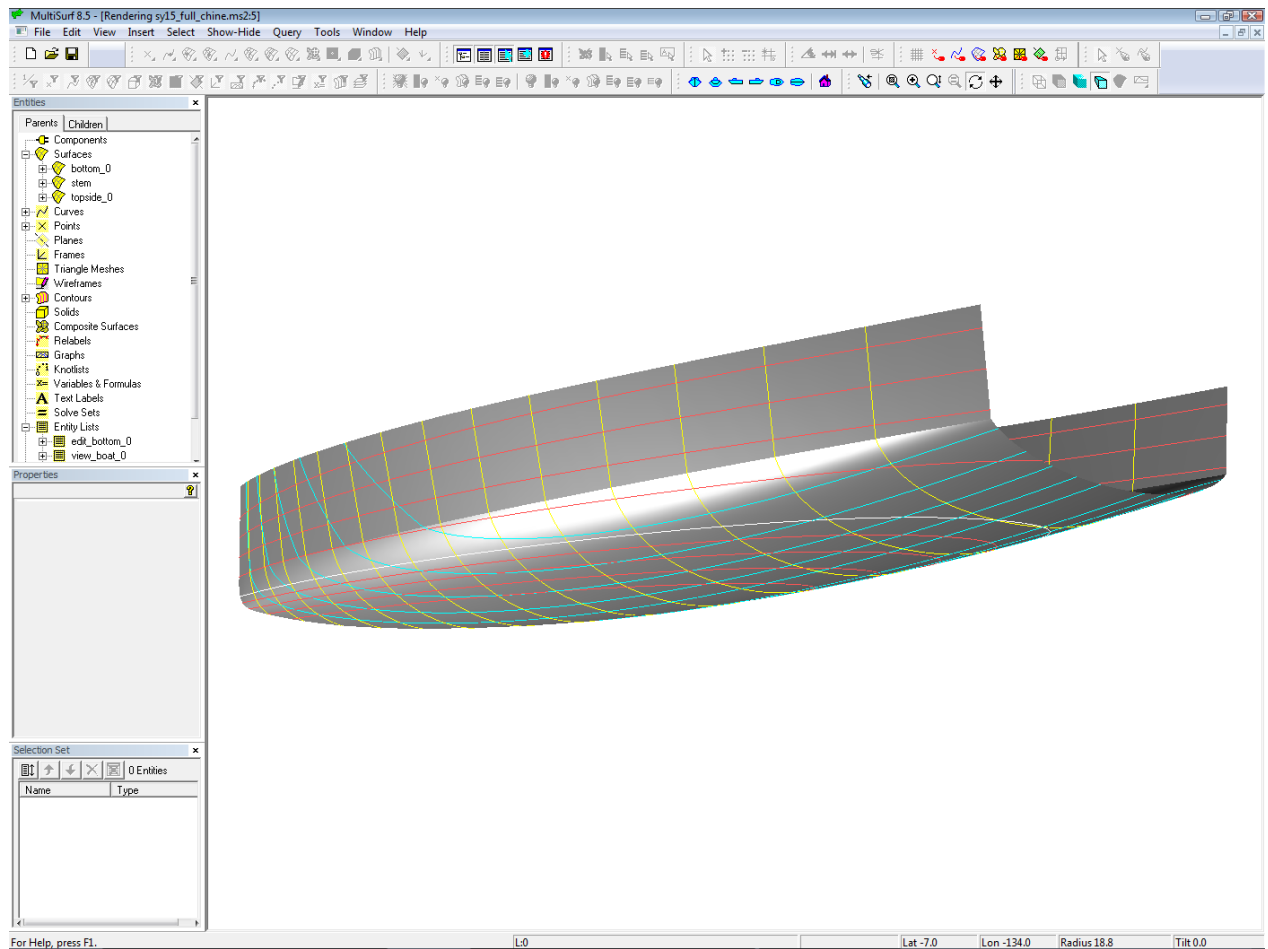 MultiSurf 8.5 - [Rendering sy15_full_chine.ms2:5]
File Edit View Insert Select Show-Hide Query Tools Window Help
Entities
Parents Children
Components
Surfaces
bottom_0
stem
topside_0
Curves
Points
Planes
Frames
Triangle Meshes
Wireframes
Contours
Solids
Composite Surfaces
Relabels
Graphs
Knotlists
Variables & Formulas
Text Labels
Solve Sets
Entity Lists
edit_bottom_0
view_boat_0
Properties
Selection Set
0 Entities
Name Type
For Help, press F1. L:0 Lat -7.0 Lon -134.0 Radius 18.8 Tilt 0.0